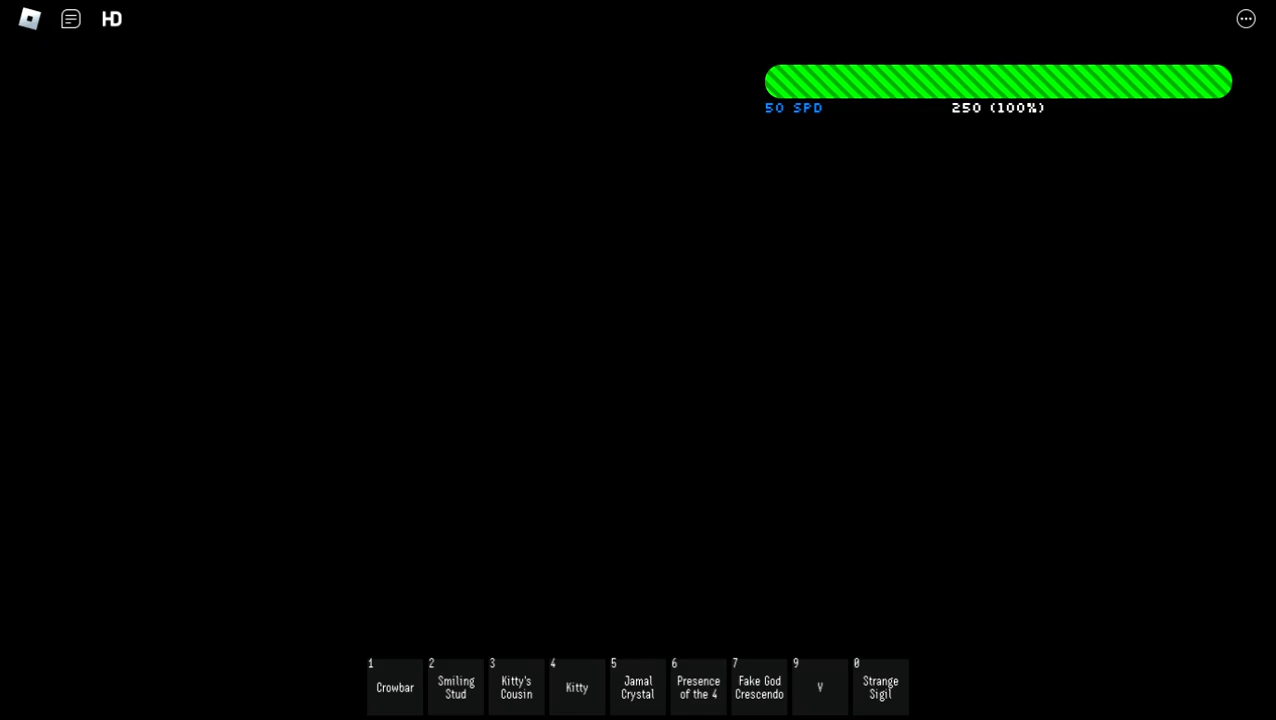 HD
50 SPD 250 (100%)
1 2 3 4 5 6 7 9 0
Crowbar
Smiling
Stud
Kitty's
Cousin
Kitty
Jamal
Crystal
Presence
of the 4
Fake God
Crescendo
V
Strange
Sigil